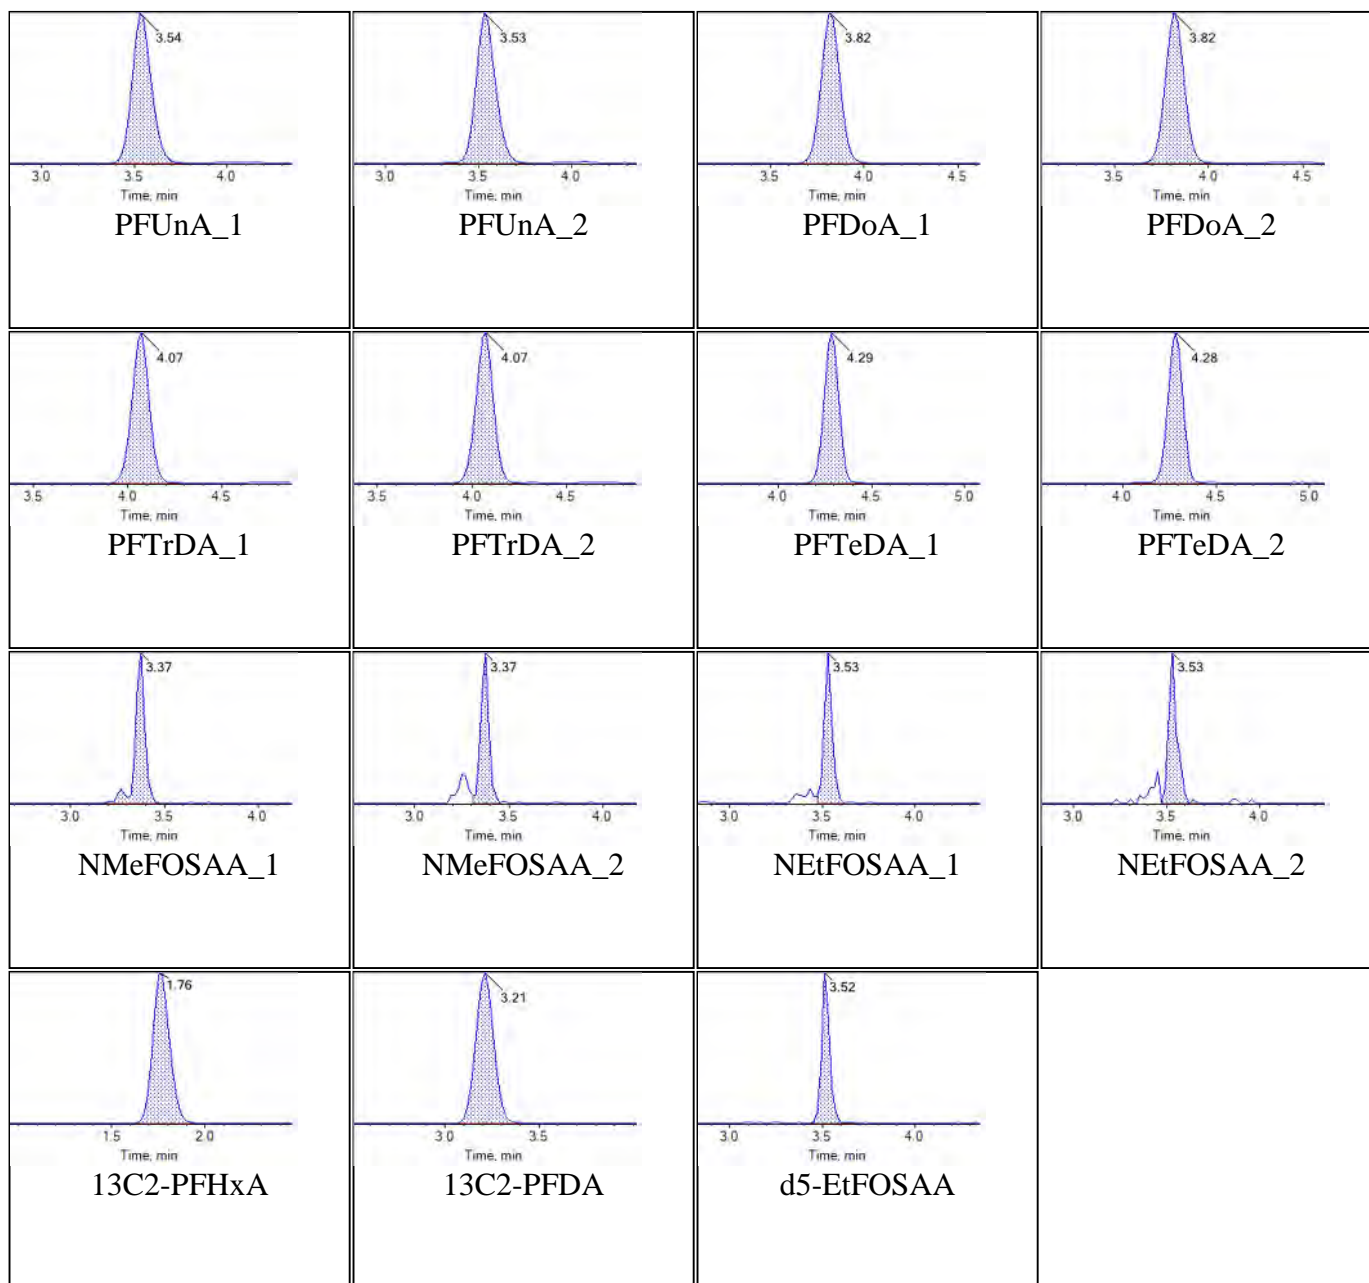 3.54
3.0 3.5 4.0
Time, min
PFUnA_1
3.53
3.0 3.5 4.0
Time, min
PFUnA_2
3.82
3.5 4.0 4.5
Time, min
PFDoA_1
3.82
3.5 4.0 4.5
Time, min
PFDoA_2
4.07
3.5 4.0 4.5
Time, min
PFTrDA_1
4.07
3.5 4.0 4.5
Time, min
PFTrDA_2
4.29
4.0 4.5 5.0
Time, min
PFTeDA_1
4.28
4.0 4.5 5.0
Time, min
PFTeDA_2
3.37
3.0 3.5 4.0
Time, min
NMeFOSAA_1
3.37
3.0 3.5 4.0
Time, min
NMeFOSAA_2
3.53
3.0 3.5 4.0
Time, min
NEtFOSAA_1
3.53
3.0 3.5 4.0
Time, min
NEtFOSAA_2
1.76
1.5 2.0
Time, min
13C2-PFHxA
3.21
3.0 3.5
Time, min
13C2-PFDA
3.52
3.0 3.5 4.0
Time, min
d5-EtFOSAA